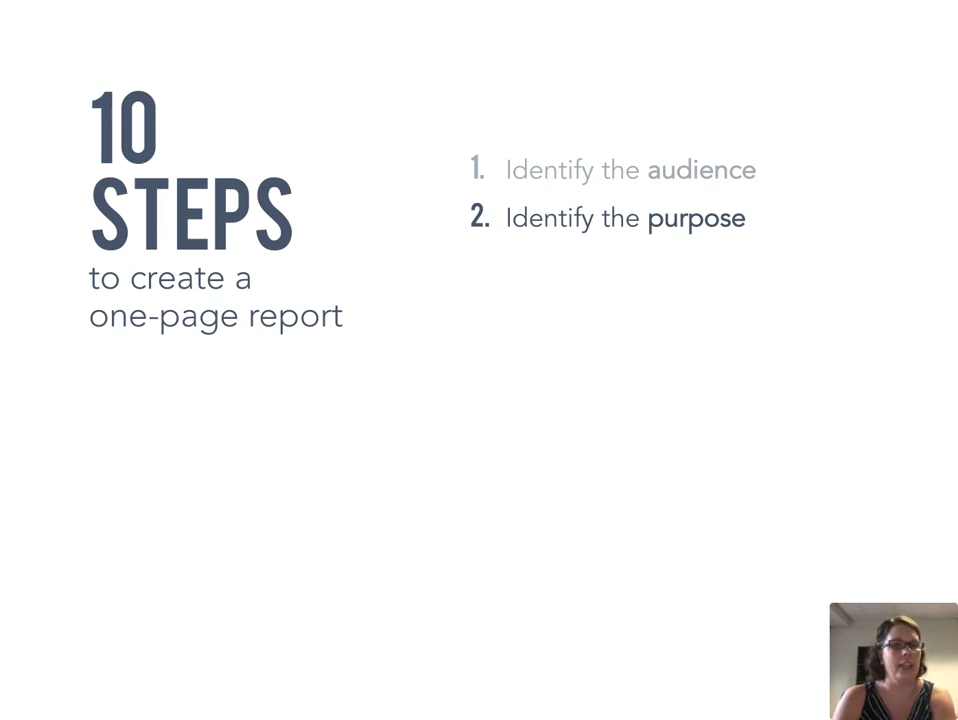 10
STEPS
to create a
one-page report
1. Identify the audience
2. Identify the purpose